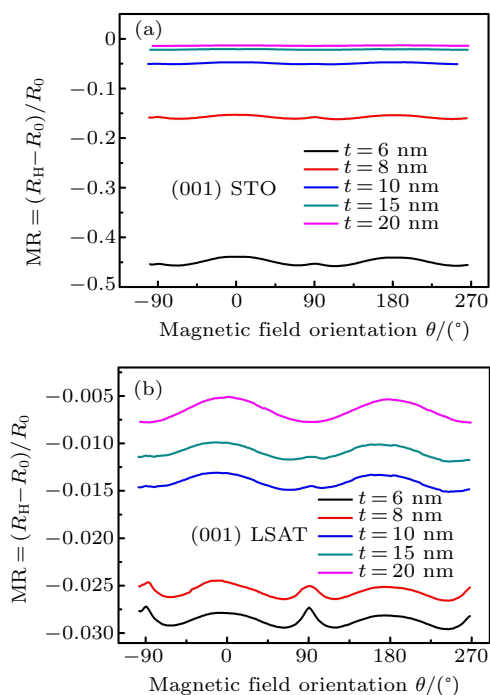 (a)
0
−0.1
−0.2
−0.3
−0.4
−0.5
MR = (R_H−R_0)/R_0
(001) STO
t = 6 nm
t = 8 nm
t = 10 nm
t = 15 nm
t = 20 nm
−90 0 90 180 270
Magnetic field orientation θ/(°)
(b)
−0.005
−0.010
−0.015
−0.020
−0.025
−0.030
MR = (R_H−R_0)/R_0
(001) LSAT
t = 6 nm
t = 8 nm
t = 10 nm
t = 15 nm
t = 20 nm
−90 0 90 180 270
Magnetic field orientation θ/(°)